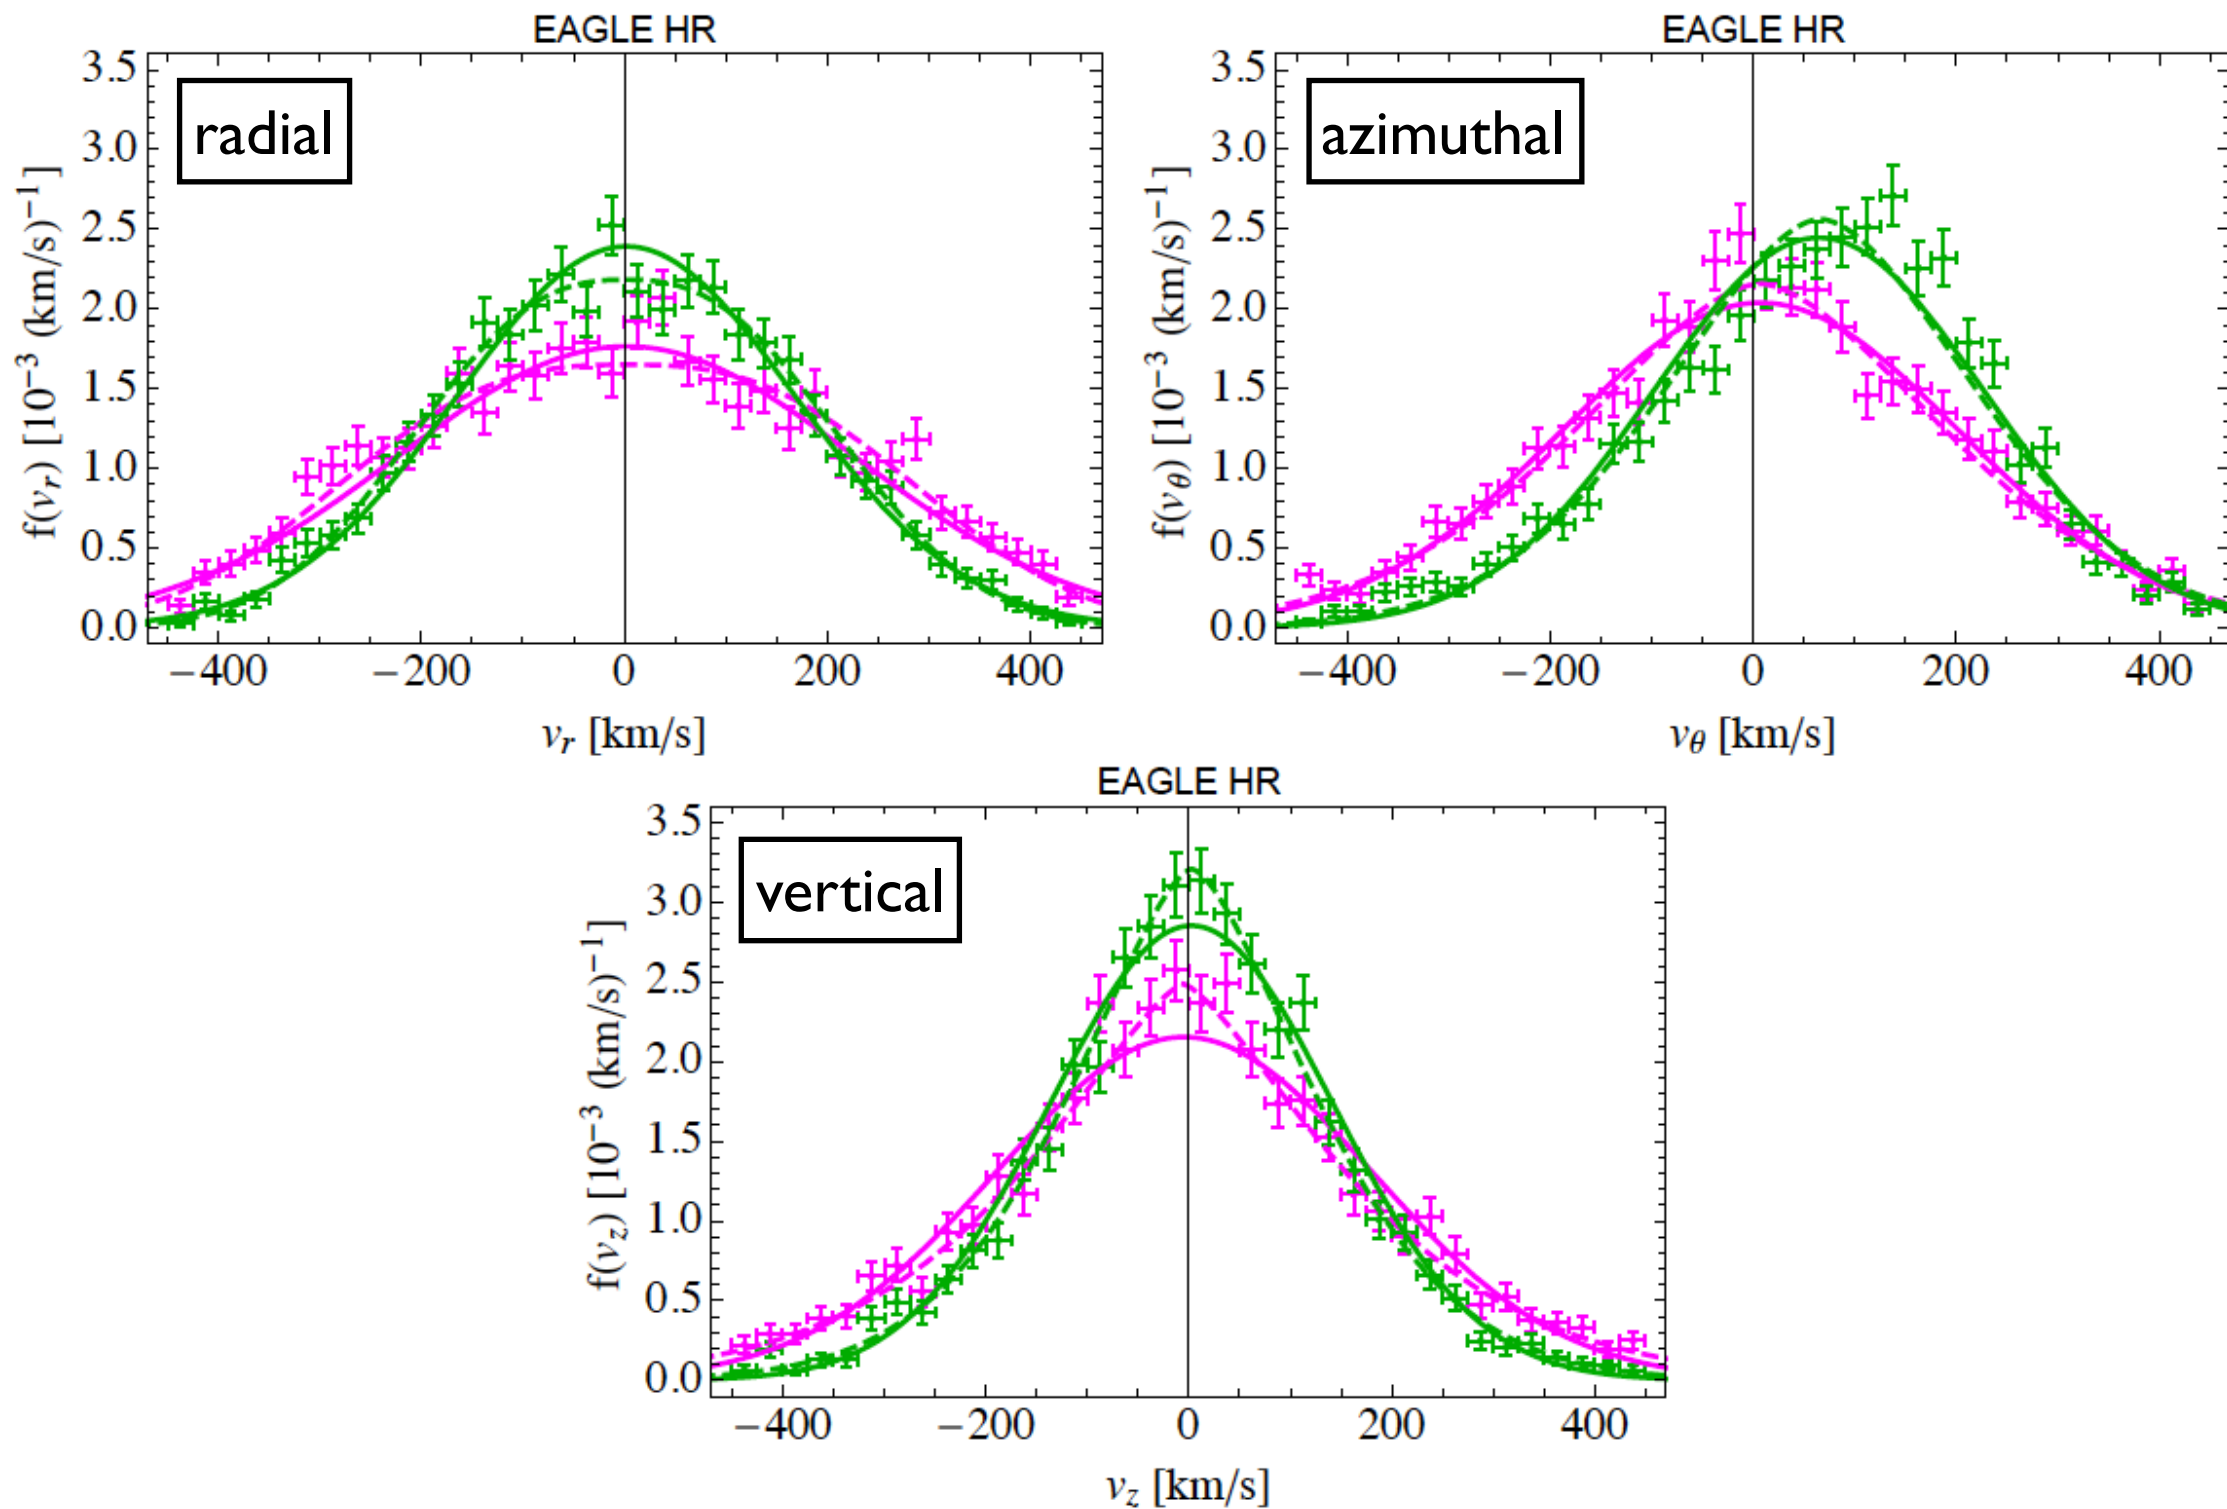 EAGLE HR
radial
3.5
3.0
2.5
2.0
1.5
1.0
0.5
0.0
f(v_r) [10⁻³ (km/s)⁻¹]
−400 −200 0 200 400
v_r [km/s]
EAGLE HR
azimuthal
3.5
3.0
2.5
2.0
1.5
1.0
0.5
0.0
f(v_θ) [10⁻³ (km/s)⁻¹]
−400 −200 0 200 400
v_θ [km/s]
EAGLE HR
vertical
3.5
3.0
2.5
2.0
1.5
1.0
0.5
0.0
f(v_z) [10⁻³ (km/s)⁻¹]
−400 −200 0 200 400
v_z [km/s]